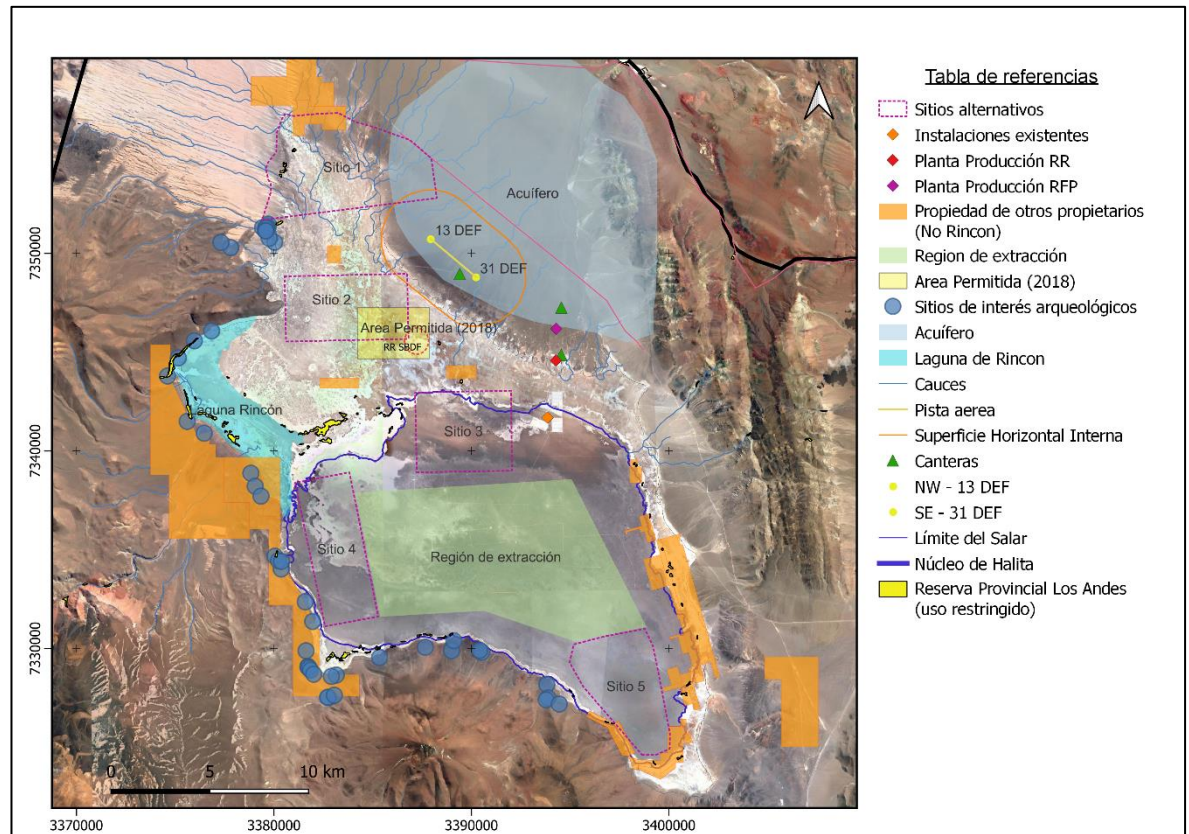 Tabla de referencias
Sitios alternativos
Instalaciones existentes
Planta Producción RR
Planta Producción RFP
Propiedad de otros propietarios
(No Rincon)
Region de extracción
Area Permitida (2018)
Sitios de interés arqueológicos
Acuífero
Laguna de Rincon
Cauces
Pista aerea
Superficie Horizontal Interna
Canteras
NW - 13 DEF
SE - 31 DEF
Límite del Salar
Núcleo de Halita
Reserva Provincial Los Andes
(uso restringido)
Sitio 1
Acuífero
13 DEF
31 DEF
Sitio 2
Area Permitida (2018)
RR SBDF
Laguna Rincón
Sitio 3
Sitio 4
Región de extracción
Sitio 5
0 5 10 km
7350000
7340000
7330000
3370000 3380000 3390000 3400000